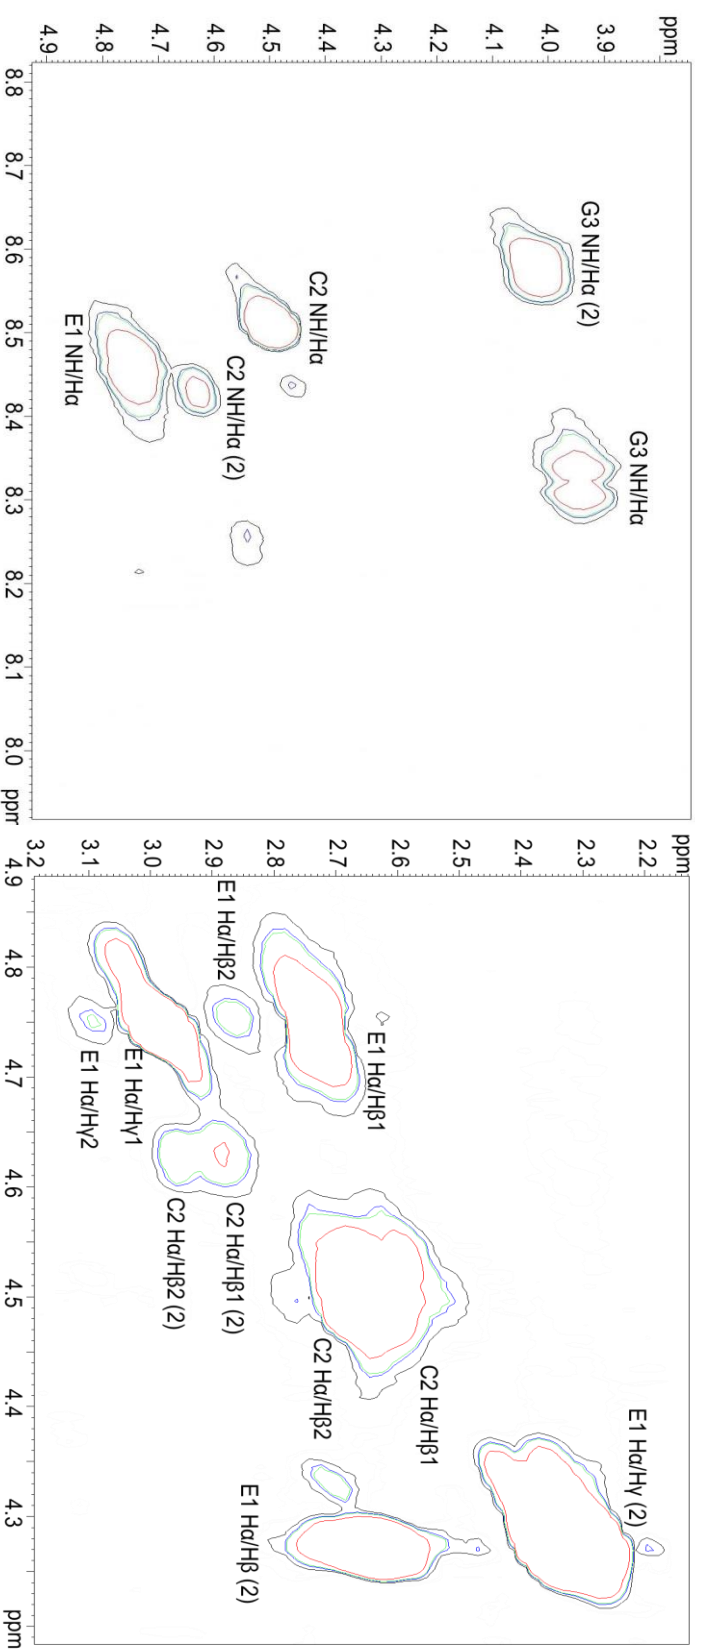 ppm
3.9
4.0
4.1
4.2
4.3
4.4
4.5
4.6
4.7
4.8
4.9
G3 NH/Hα (2)
G3 NH/Hα
C2 NH/Hα
C2 NH/Hα (2)
E1 NH/Hα
8.8
8.7
8.6
8.5
8.4
8.3
8.2
8.1
8.0
ppm
ppm
2.2
2.3
2.4
2.5
2.6
2.7
2.8
2.9
3.0
3.1
3.2
E1 Hα/Hγ (2)
E1 Hα/Hβ1
C2 Hα/Hβ1
C2 Hα/Hβ2
E1 Hα/Hβ (2)
E1 Hα/Hβ2
C2 Hα/Hβ1 (2)
C2 Hα/Hβ2 (2)
E1 Hα/Hγ1
E1 Hα/Hγ2
4.9
4.8
4.7
4.6
4.5
4.4
4.3
ppm